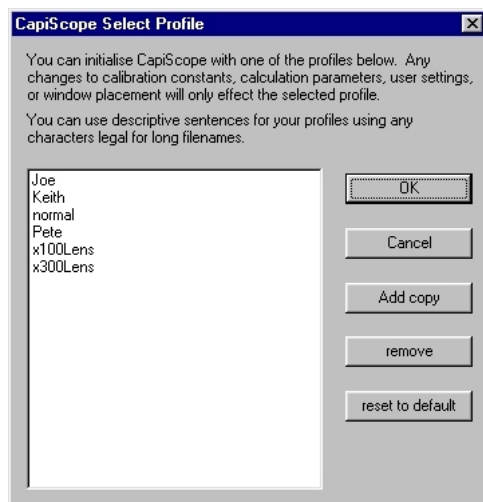 CapiScope Select Profile
You can initialise CapiScope with one of the profiles below. Any
changes to calibration constants, calculation parameters, user settings,
or window placement will only effect the selected profile.
You can use descriptive sentences for your profiles using any
characters legal for long filenames.
Joe
Keith
normal
Pete
x100Lens
x300Lens
OK
Cancel
Add copy
remove
reset to default